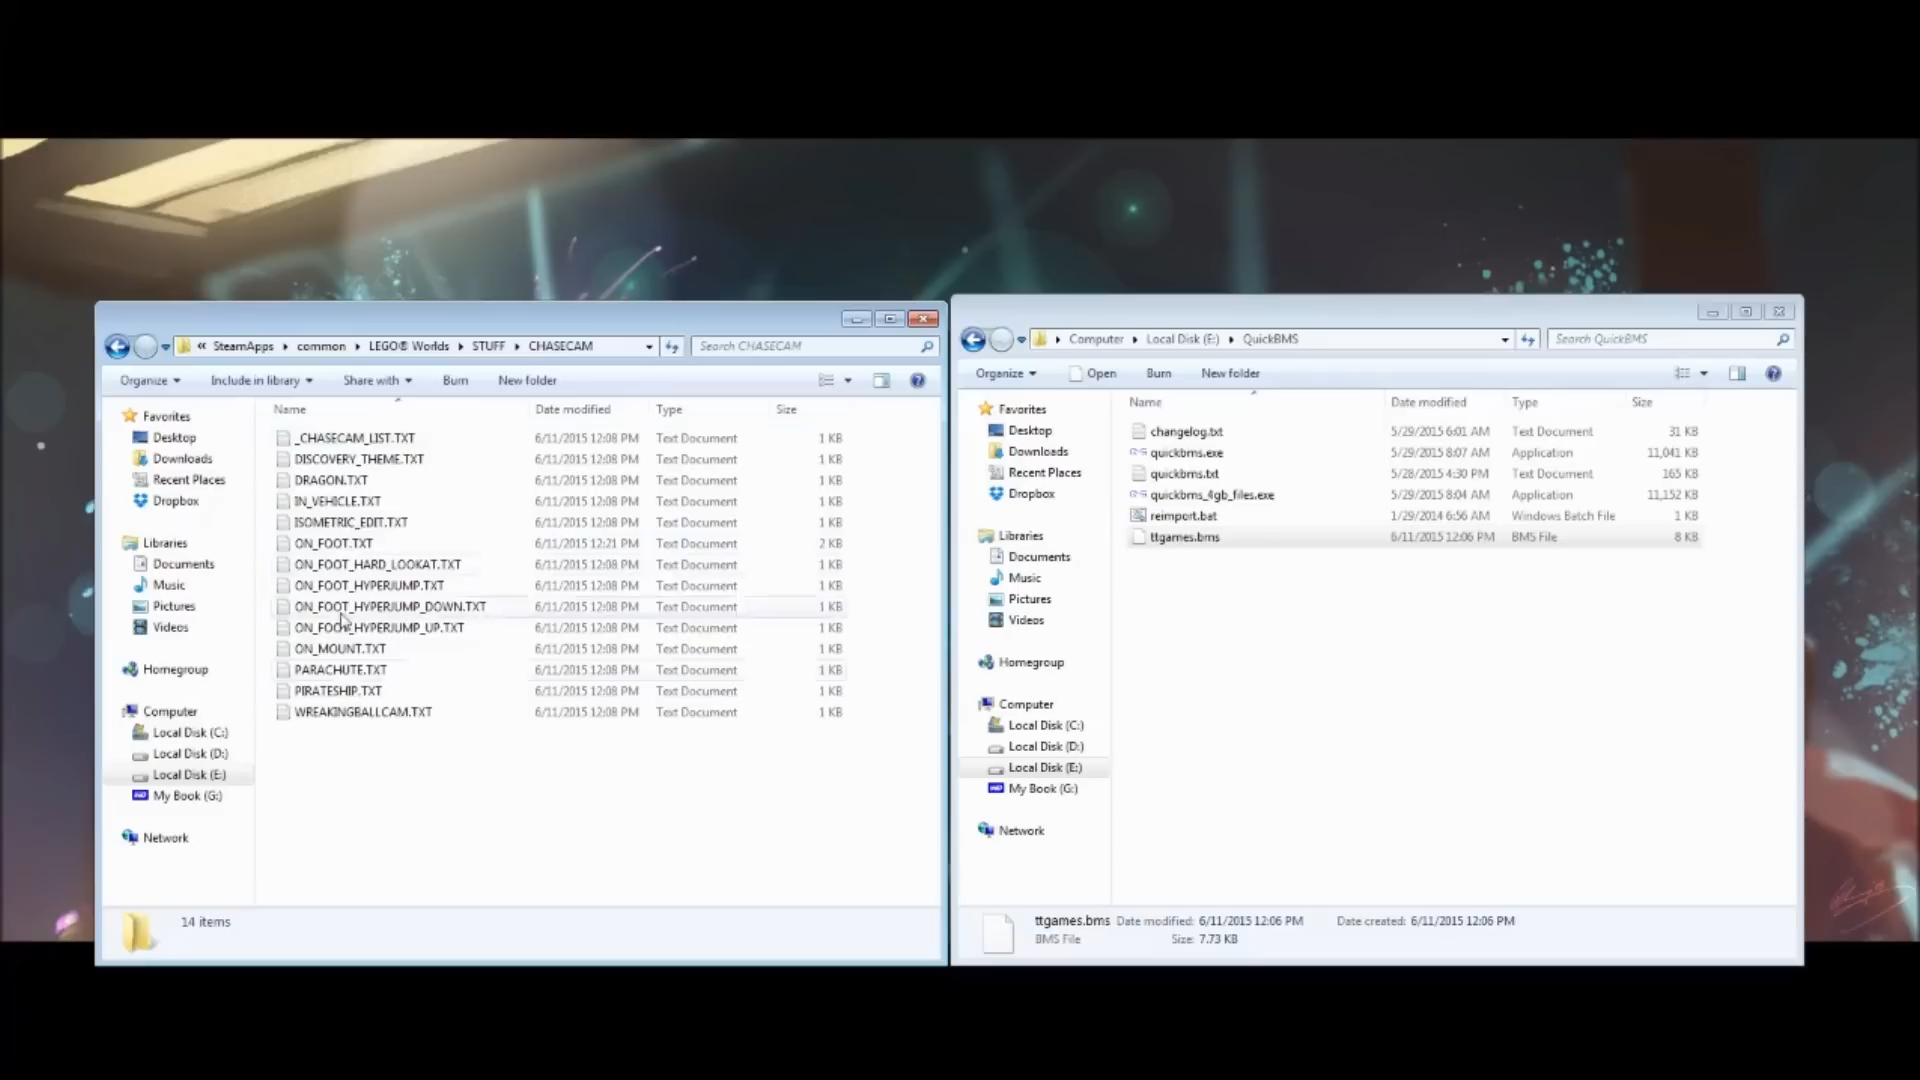 « SteamApps ▸ common ▸ LEGO® Worlds ▸ STUFF ▸ CHASECAM
Search CHASECAM
Organize
Include in library
Share with
Burn
New folder
Favorites
Desktop
Downloads
Recent Places
Dropbox
Libraries
Documents
Music
Pictures
Videos
Homegroup
Computer
Local Disk (C:)
Local Disk (D:)
Local Disk (E:)
My Book (G:)
Network
Name Date modified Type Size
_CHASECAM_LIST.TXT 6/11/2015 12:08 PM Text Document 1 KB
DISCOVERY_THEME.TXT 6/11/2015 12:08 PM Text Document 1 KB
DRAGON.TXT 6/11/2015 12:08 PM Text Document 1 KB
IN_VEHICLE.TXT 6/11/2015 12:08 PM Text Document 1 KB
ISOMETRIC_EDIT.TXT 6/11/2015 12:08 PM Text Document 1 KB
ON_FOOT.TXT 6/11/2015 12:21 PM Text Document 2 KB
ON_FOOT_HARD_LOOKAT.TXT 6/11/2015 12:08 PM Text Document 1 KB
ON_FOOT_HYPERJUMP.TXT 6/11/2015 12:08 PM Text Document 1 KB
ON_FOOT_HYPERJUMP_DOWN.TXT 6/11/2015 12:08 PM Text Document 1 KB
ON_FOOT_HYPERJUMP_UP.TXT 6/11/2015 12:08 PM Text Document 1 KB
ON_MOUNT.TXT 6/11/2015 12:08 PM Text Document 1 KB
PARACHUTE.TXT 6/11/2015 12:08 PM Text Document 1 KB
PIRATESHIP.TXT 6/11/2015 12:08 PM Text Document 1 KB
WREAKINGBALLCAM.TXT 6/11/2015 12:08 PM Text Document 1 KB
14 items
▸ Computer ▸ Local Disk (E:) ▸ QuickBMS
Search QuickBMS
Organize
Open
Burn
New folder
Favorites
Desktop
Downloads
Recent Places
Dropbox
Libraries
Documents
Music
Pictures
Videos
Homegroup
Computer
Local Disk (C:)
Local Disk (D:)
Local Disk (E:)
My Book (G:)
Network
Name Date modified Type Size
changelog.txt 5/29/2015 6:01 AM Text Document 31 KB
quickbms.exe 5/29/2015 8:07 AM Application 11,041 KB
quickbms.txt 5/28/2015 4:30 PM Text Document 165 KB
quickbms_4gb_files.exe 5/29/2015 8:04 AM Application 11,152 KB
reimport.bat 1/29/2014 6:56 AM Windows Batch File 1 KB
ttgames.bms 6/11/2015 12:06 PM BMS File 8 KB
ttgames.bms Date modified: 6/11/2015 12:06 PM Date created: 6/11/2015 12:06 PM
BMS File Size: 7.73 KB